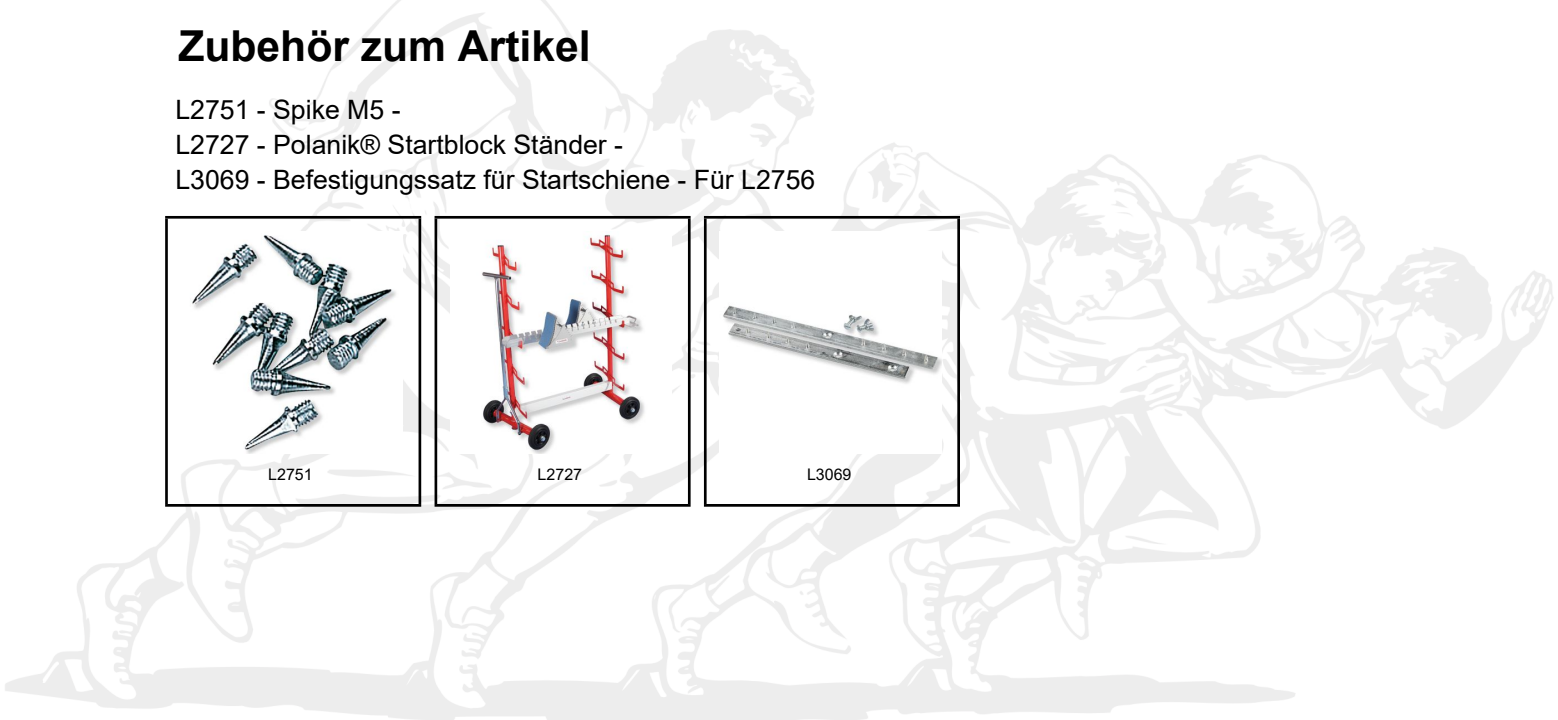 Zubehör zum Artikel
L2751 - Spike M5 -
L2727 - Polanik® Startblock Ständer -
L3069 - Befestigungssatz für Startschiene - Für L2756
L2751
L2727
L3069